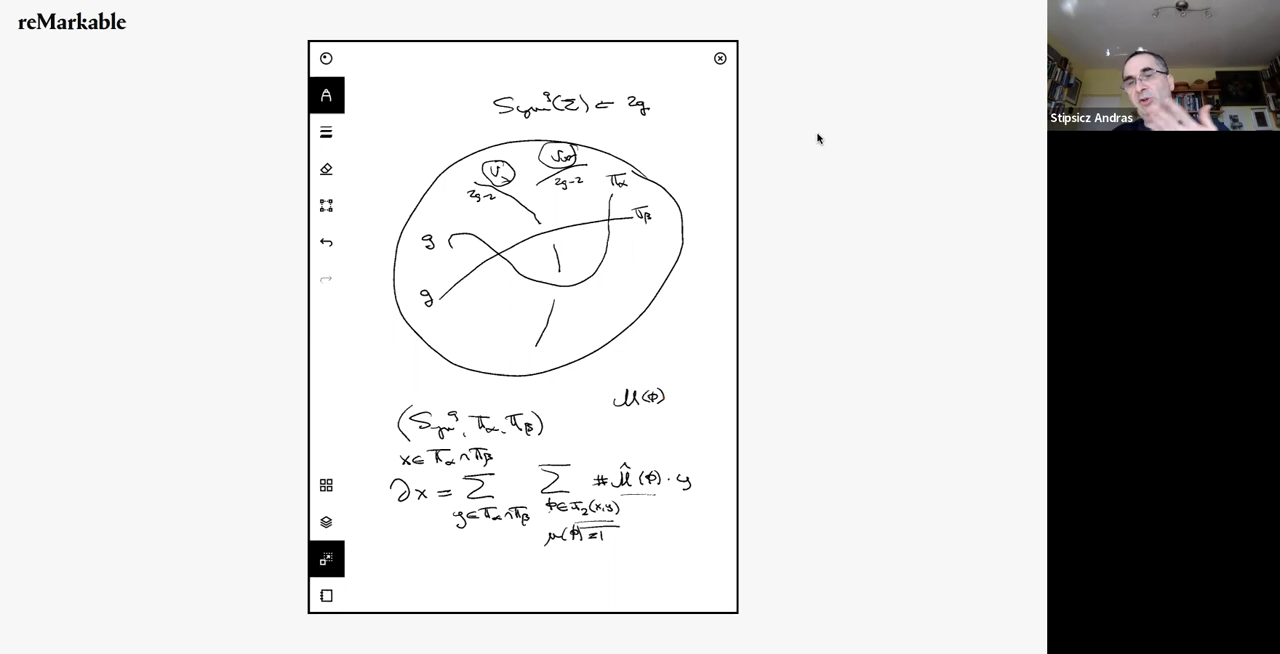 reMarkable
Stipsicz Andras
Sym^g(Σ) ← 2g
V_z V_w
2g-2 2g-2 𝕋_α
𝕋_β
g
g
M(ϕ)
(Sym^g, 𝕋_α, 𝕋_β)
x ∈ 𝕋_α ∩ 𝕋_β
∂x = Σ Σ # M̂(ϕ) · y
y ∈ 𝕋_α ∩ 𝕋_β ϕ ∈ π_2(x,y)
μ(ϕ) = 1